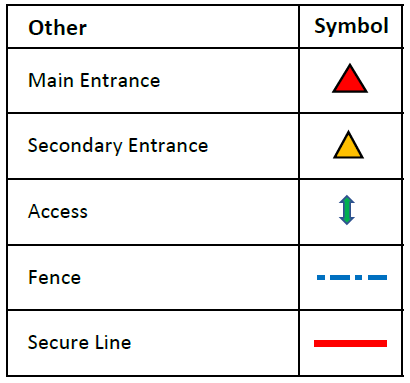 Other Symbol
Main Entrance
Secondary Entrance
Access
Fence
Secure Line